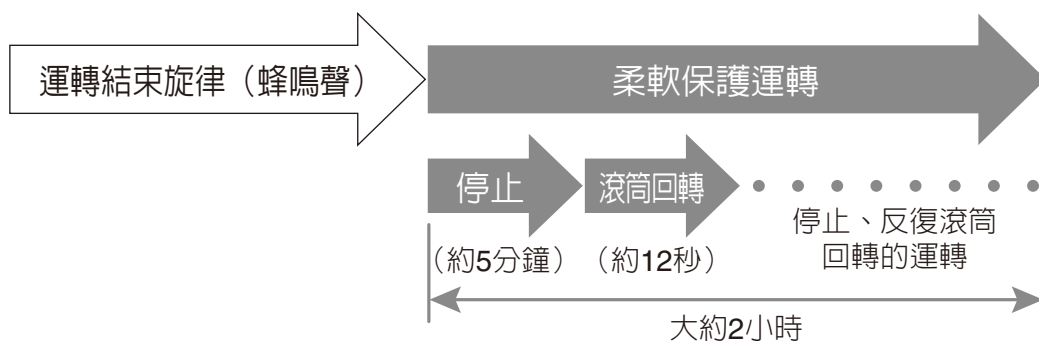 運轉結束旋律（蜂鳴聲）
柔軟保護運轉
停止
滾筒回轉
（約5分鐘）
（約12秒）
停止、反復滾筒
回轉的運轉
大約2小時